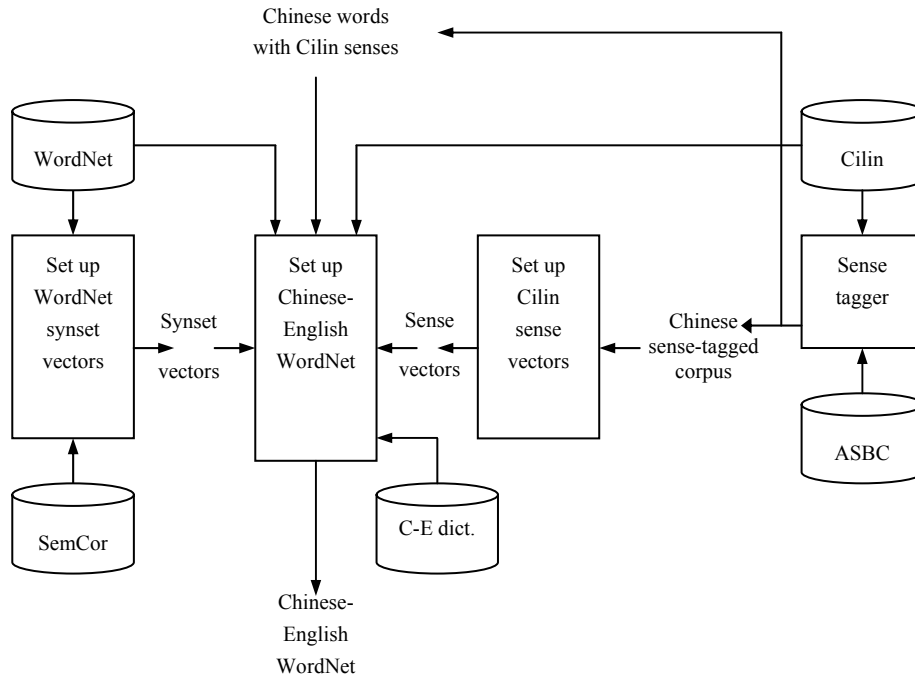 Chinese words
with Cilin senses
WordNet
Cilin
Set up
WordNet
synset
vectors
Synset
vectors
Set up
Chinese-
English
WordNet
Sense
vectors
Set up
Cilin
sense
vectors
Chinese
sense-tagged
corpus
Sense
tagger
SemCor
C-E dict.
ASBC
Chinese-
English
WordNet